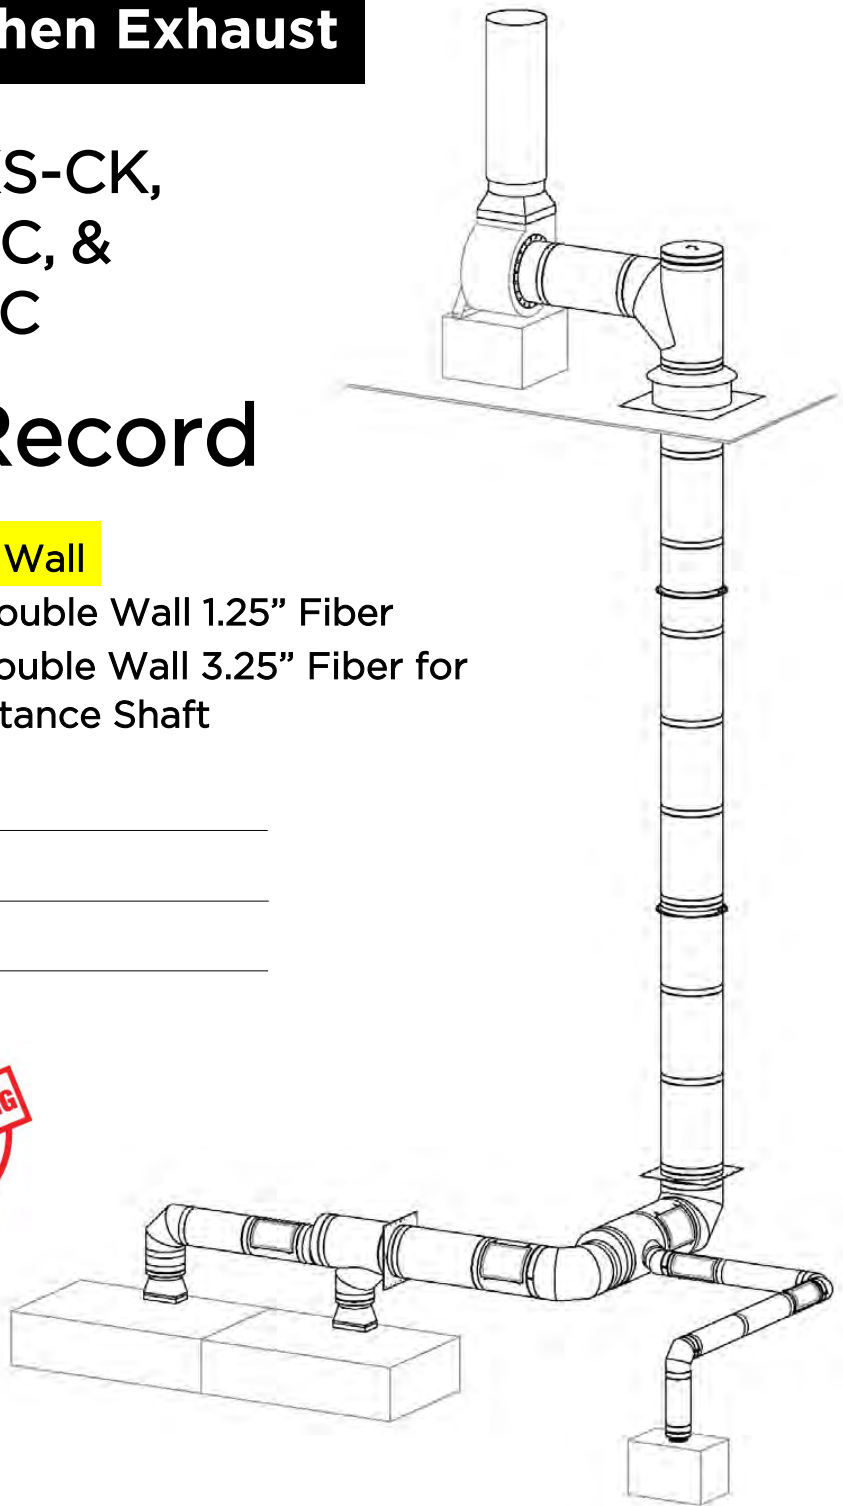 hen Exhaust
S-CK,
C, &
C
Record
Wall
ouble Wall 1.25” Fiber
ouble Wall 3.25” Fiber for
tance Shaft
G